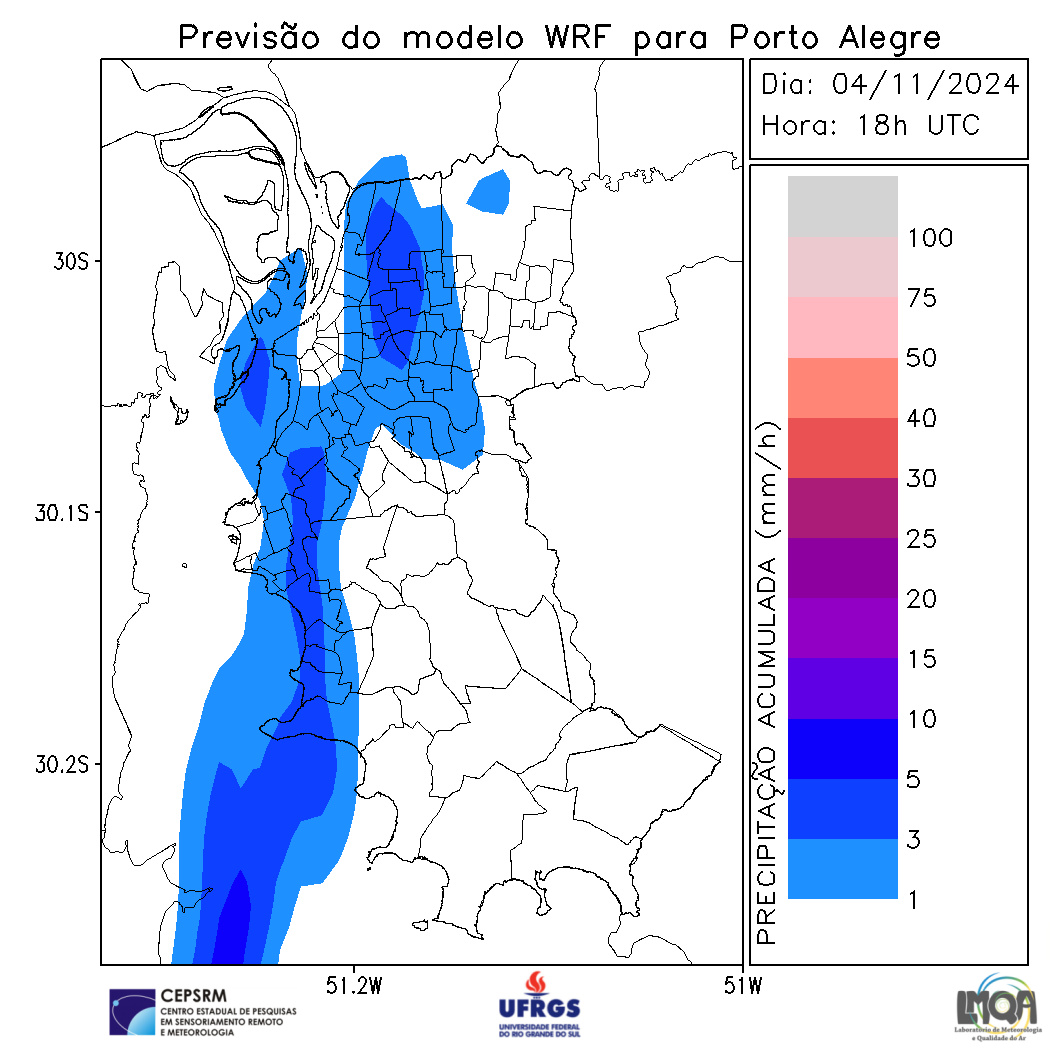 Previsão do modelo WRF para Porto Alegre
Dia: 04/11/2024
Hora: 18h UTC
30S
30.1S
30.2S
51.2W
51W
PRECIPITAÇÃO ACUMULADA (mm/h)
100
75
50
40
30
25
20
15
10
5
3
1
CEPSRM
CENTRO ESTADUAL DE PESQUISAS
EM SENSORIAMENTO REMOTO
E METEOROLOGIA
UFRGS
UNIVERSIDADE FEDERAL
DO RIO GRANDE DO SUL
LMQA
Laboratório de Meteorologia
e Qualidade do Ar